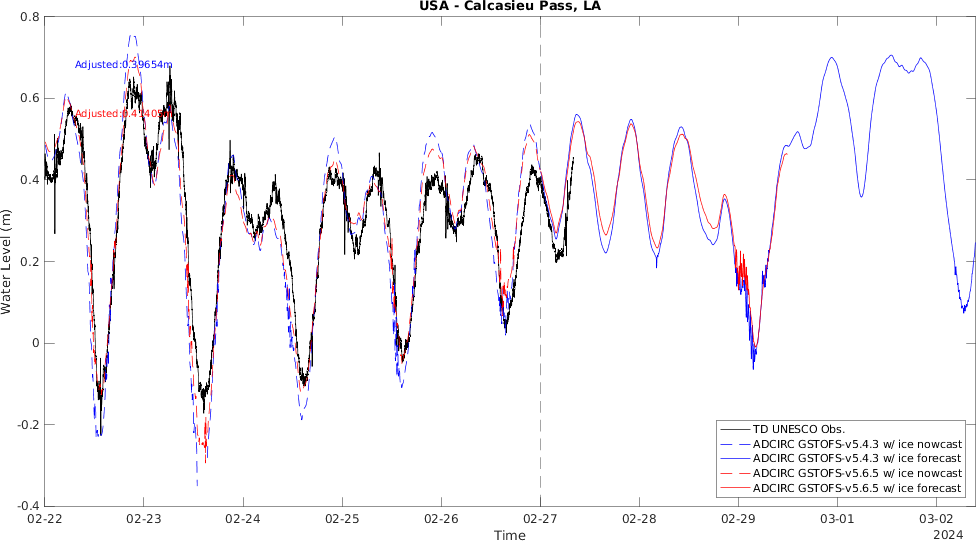 USA - Calcasieu Pass, LA
Water Level (m)
0.8
0.6
0.4
0.2
0
-0.2
-0.4
Adjusted:0.39654m
TD UNESCO Obs.
ADCIRC GSTOFS-v5.4.3 w/ ice nowcast
ADCIRC GSTOFS-v5.4.3 w/ ice forecast
ADCIRC GSTOFS-v5.6.5 w/ ice nowcast
ADCIRC GSTOFS-v5.6.5 w/ ice forecast
02-22 02-23 02-24 02-25 02-26 02-27 02-28 02-29 03-01 03-02
Time
2024